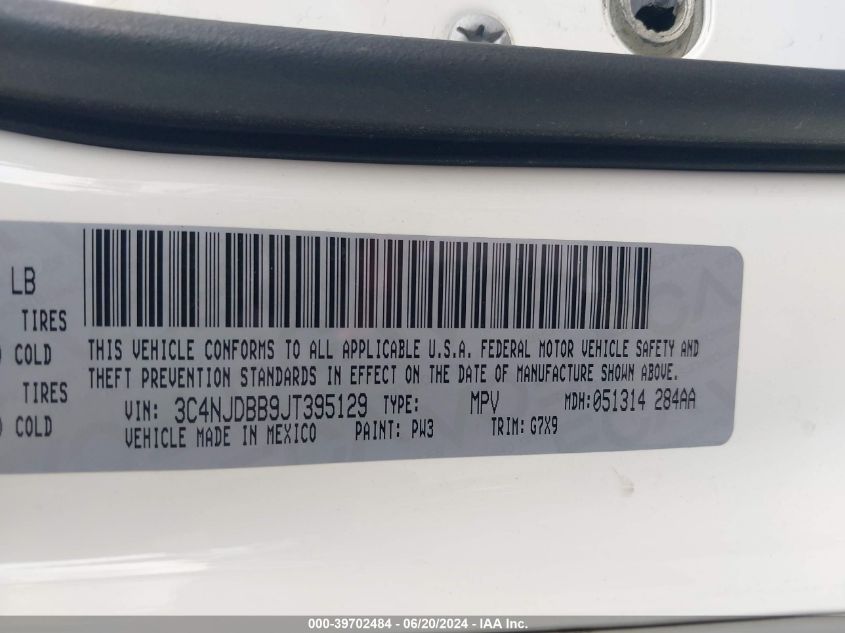 LB
TIRES
COLD
TIRES
COLD
THIS VEHICLE CONFORMS TO ALL APPLICABLE U.S.A. FEDERAL MOTOR VEHICLE SAFETY AND
THEFT PREVENTION STANDARDS IN EFFECT ON THE DATE OF MANUFACTURE SHOWN ABOVE.
VIN: 3C4NJDBB9JT395129 TYPE: MPV MDH:051314 284AA
VEHICLE MADE IN MEXICO PAINT: PW3 TRIM: G7X9
000-39702484 - 06/20/2024 - IAA Inc.